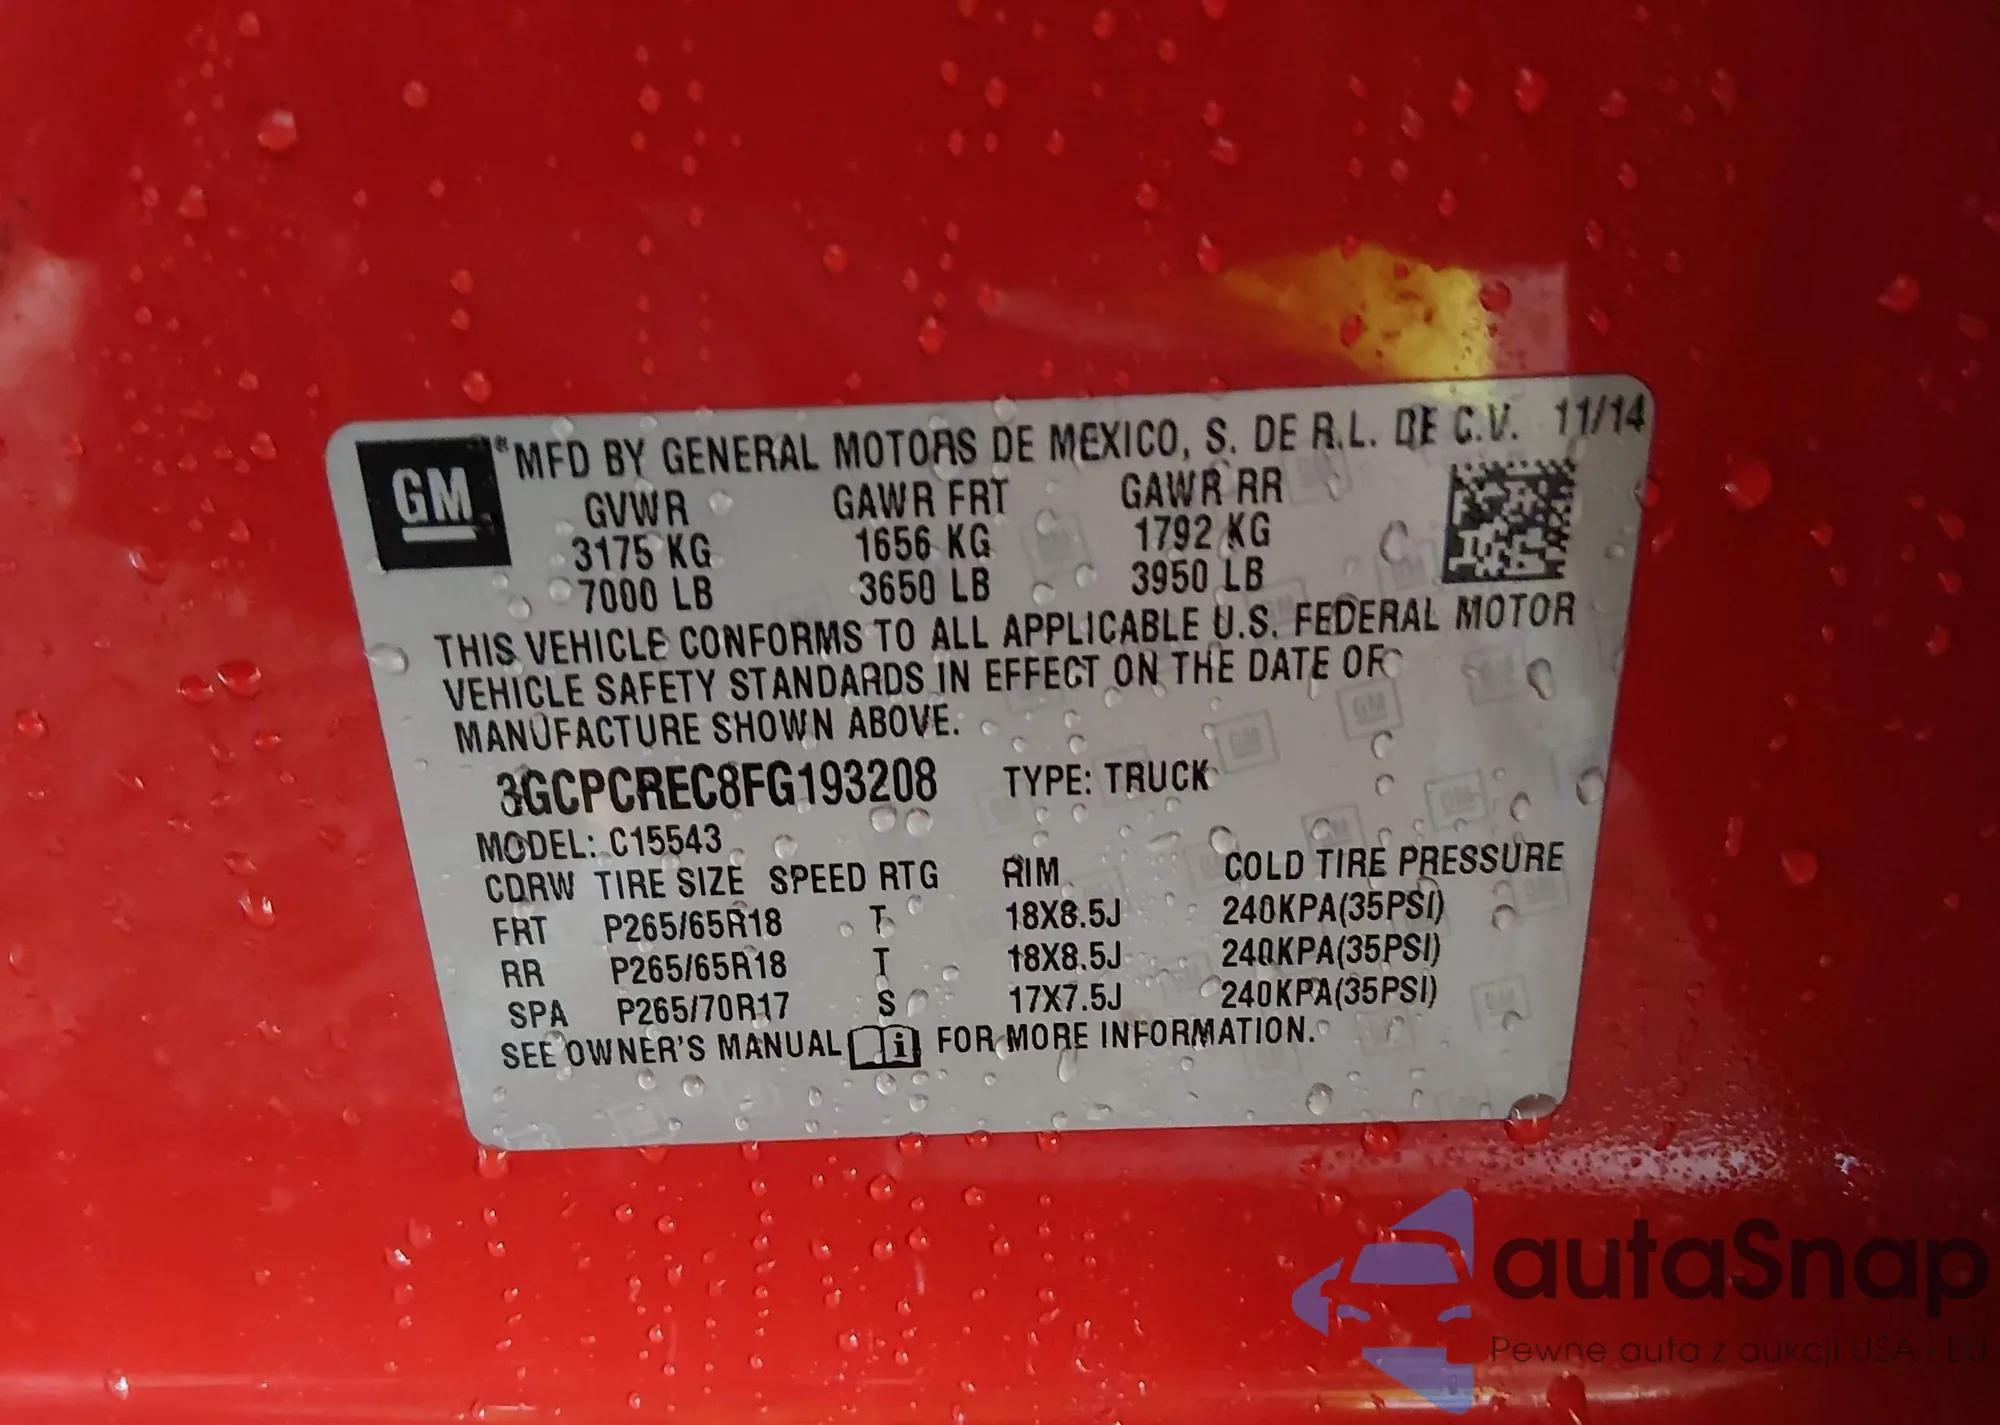 GM ® MFD BY GENERAL MOTORS DE MEXICO, S. DE R.L. DE C.V. 11/14
GVWR GAWR FRT GAWR RR
3175 KG 1656 KG 1792 KG
7000 LB 3650 LB 3950 LB
THIS VEHICLE CONFORMS TO ALL APPLICABLE U.S. FEDERAL MOTOR
VEHICLE SAFETY STANDARDS IN EFFECT ON THE DATE OF
MANUFACTURE SHOWN ABOVE.
3GCPCREC8FG193208 TYPE: TRUCK
MODEL: C15543
CDRW TIRE SIZE SPEED RTG RIM COLD TIRE PRESSURE
FRT P265/65R18 T 18X8.5J 240KPA(35PSI)
RR P265/65R18 T 18X8.5J 240KPA(35PSI)
SPA P265/70R17 S 17X7.5J 240KPA(35PSI)
SEE OWNER'S MANUAL i FOR MORE INFORMATION.
autaSnap
Pewne auta z aukcji USA i EU